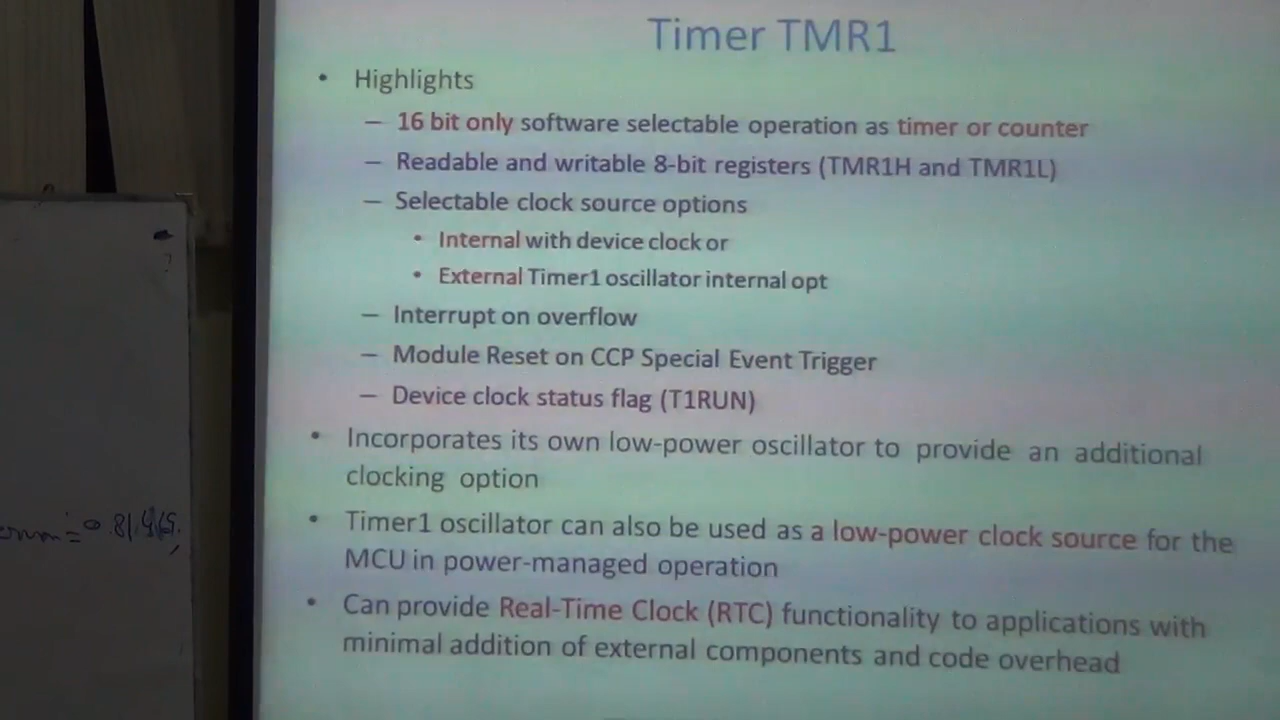 Timer TMR1
• Highlights
– 16 bit only software selectable operation as timer or counter
– Readable and writable 8-bit registers (TMR1H and TMR1L)
– Selectable clock source options
• Internal with device clock or
• External Timer1 oscillator internal opt
– Interrupt on overflow
– Module Reset on CCP Special Event Trigger
– Device clock status flag (T1RUN)
• Incorporates its own low-power oscillator to provide an additional
clocking option
• Timer1 oscillator can also be used as a low-power clock source for the
MCU in power-managed operation
• Can provide Real-Time Clock (RTC) functionality to applications with
minimal addition of external components and code overhead